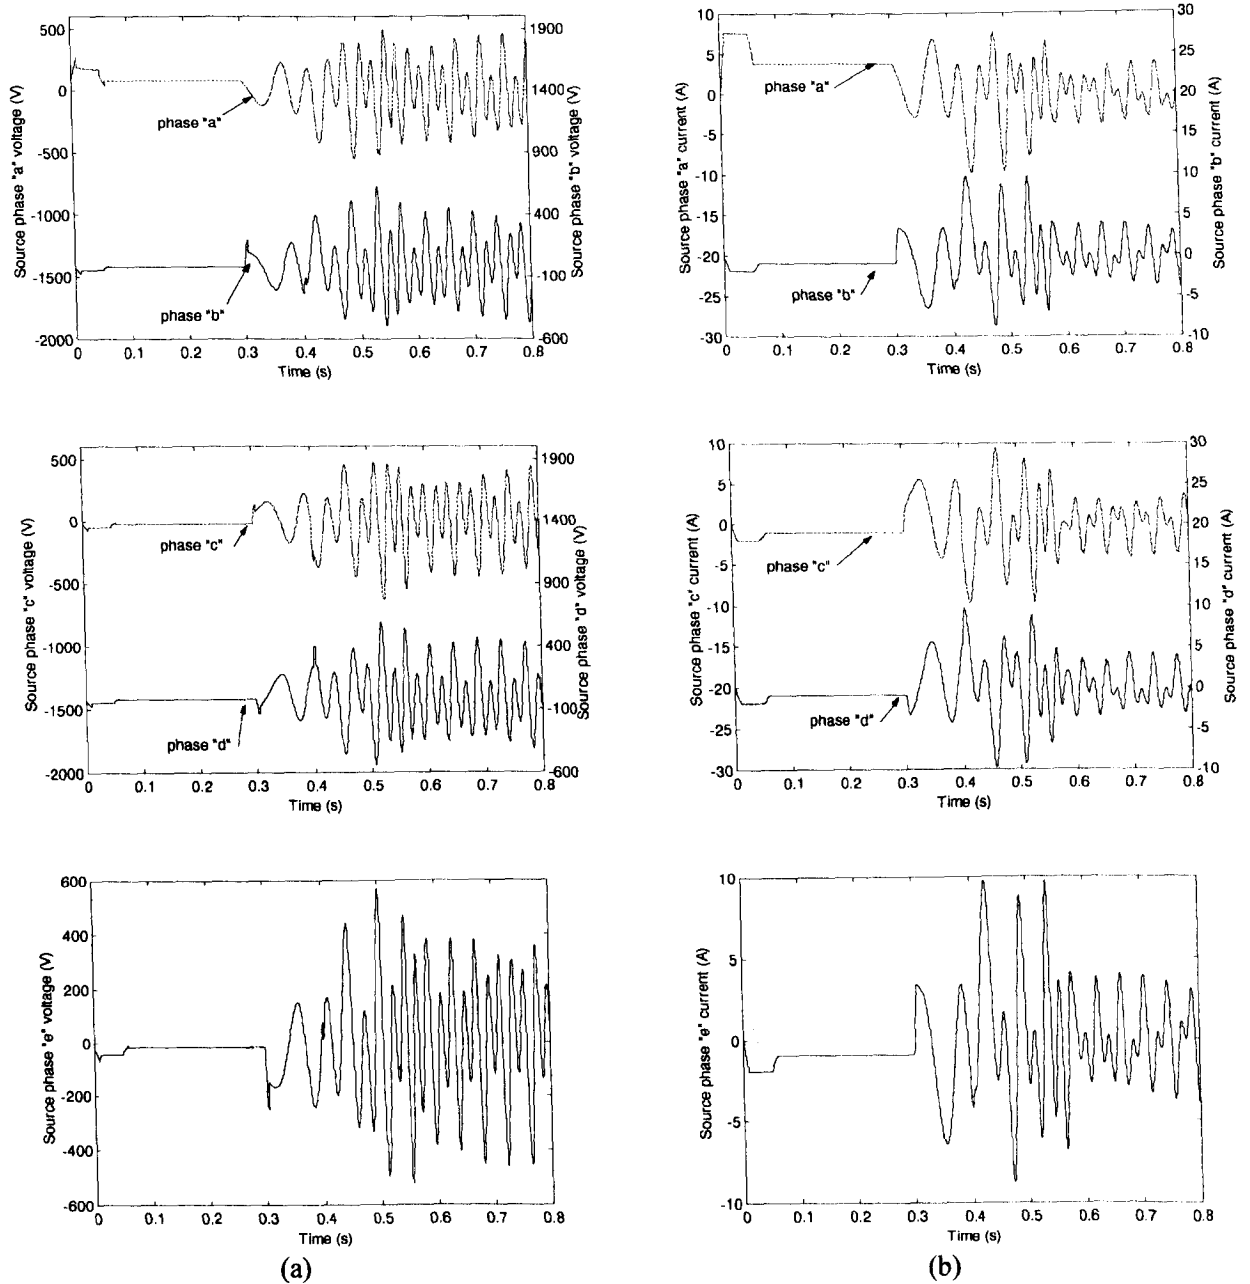 500
0
-500
-1000
-1500
-2000
1900
1400
900
400
-100
-600
0 0.1 0.2 0.3 0.4 0.5 0.6 0.7 0.8
Time (s)
Source phase "a" voltage (V)
Source phase "b" voltage (V)
phase "a"
phase "b"
10
5
0
-5
-10
-15
-20
-25
-30
30
25
20
15
10
5
0
-5
-10
0 0.1 0.2 0.3 0.4 0.5 0.6 0.7 0.8
Time (s)
Source phase "a" current (A)
Source phase "b" current (A)
phase "a"
phase "b"
500
0
-500
-1000
-1500
-2000
1900
1400
900
400
-100
-600
0 0.1 0.2 0.3 0.4 0.5 0.6 0.7 0.8
Time (s)
Source phase "c" voltage (V)
Source phase "d" voltage (V)
phase "c"
phase "d"
10
5
0
-5
-10
-15
-20
-25
-30
30
25
20
15
10
5
0
-5
-10
0 0.1 0.2 0.3 0.4 0.5 0.6 0.7 0.8
Time (s)
Source phase "c" current (A)
Source phase "d" current (A)
phase "c"
phase "d"
600
400
200
0
-200
-400
-600
0 0.1 0.2 0.3 0.4 0.5 0.6 0.7 0.8
Time (s)
Source phase "e" voltage (V)
(a)
10
5
0
-5
-10
0 0.1 0.2 0.3 0.4 0.5 0.6 0.7 0.8
Time (s)
Source phase "e" current (A)
(b)